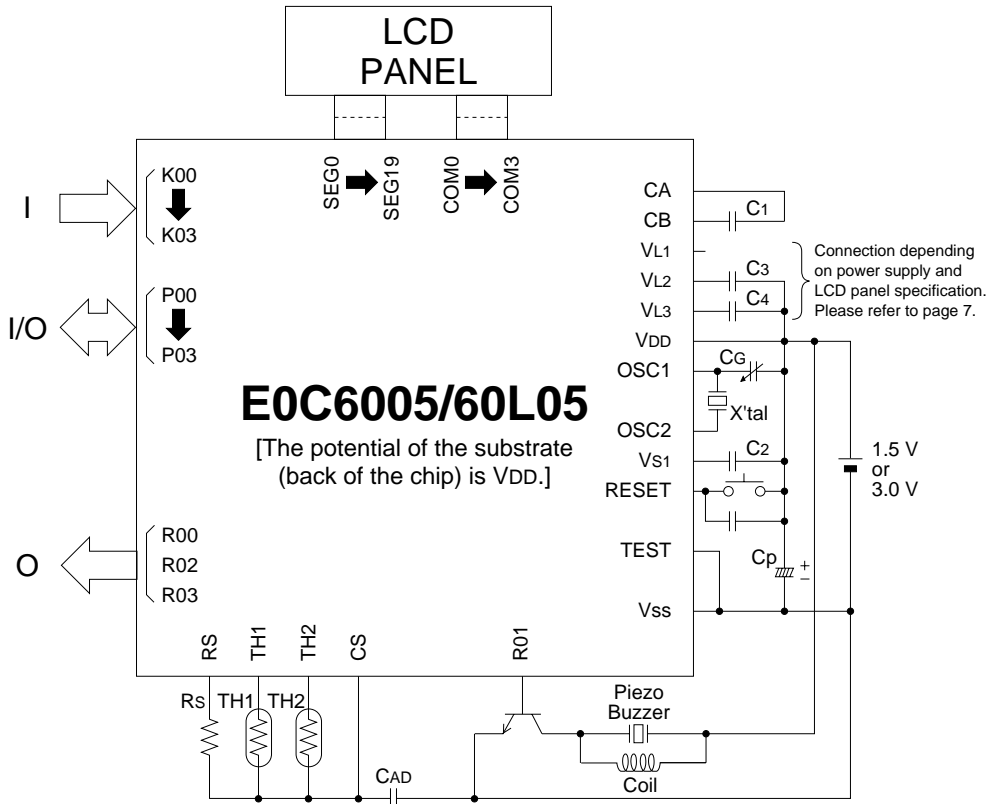 LCD
PANEL
SEG0
SEG19
COM0
COM3
I
K00
K03
I/O
P00
P03
O
R00
R02
R03
E0C6005/60L05
[The potential of the substrate
(back of the chip) is VDD.]
CA
CB
VL1
VL2
VL3
VDD
OSC1
OSC2
VS1
RESET
TEST
VSS
C1
C3
C4
Connection depending
on power supply and
LCD panel specification.
Please refer to page 7.
CG
X'tal
C2
1.5 V
or
3.0 V
Cp
+
–
RS
TH1
TH2
CS
R01
RS
TH1
TH2
CAD
Piezo
Buzzer
Coil